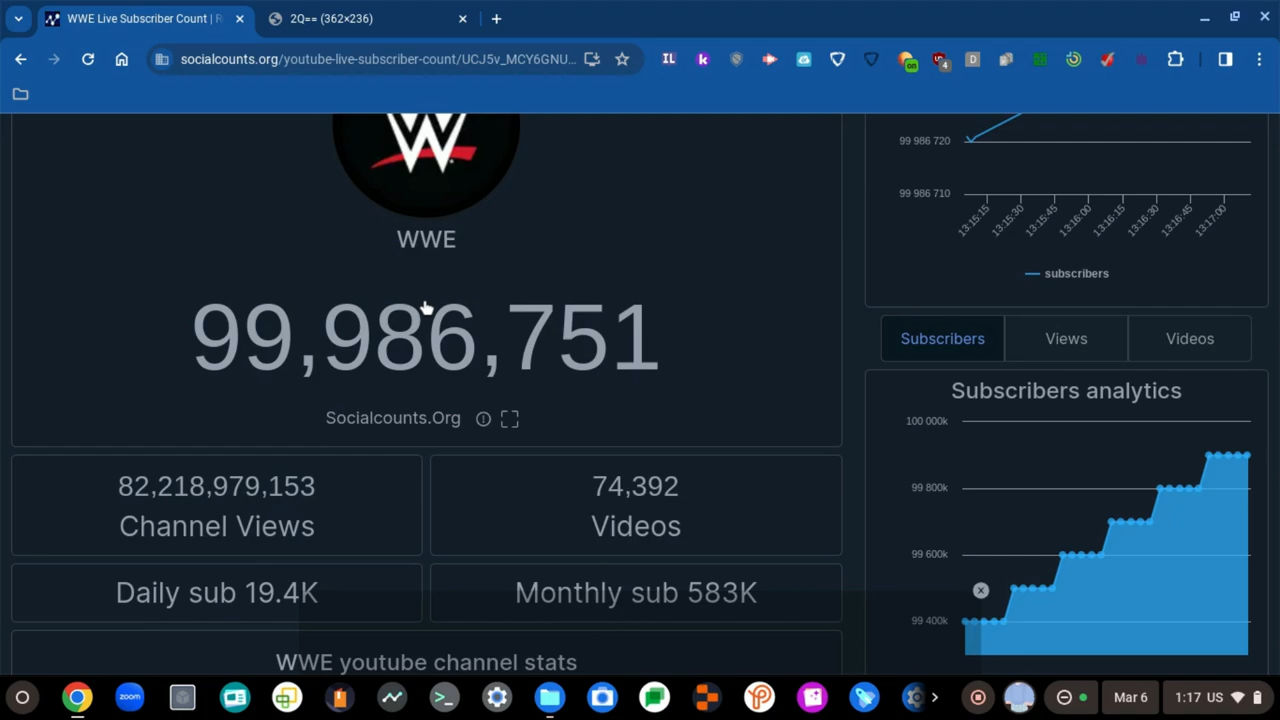 WWE Live Subscriber Count | R
2Q== (362×236)
socialcounts.org/youtube-live-subscriber-count/UCJ5v_MCY6GNU...
IL
k
on
4
D
W
WWE
99,986,751
Socialcounts.Org
82,218,979,153
Channel Views
74,392
Videos
Daily sub 19.4K
Monthly sub 583K
WWE youtube channel stats
99 986 720
99 986 710
13:15:15
13:15:30
13:15:45
13:16:00
13:16:15
13:16:30
13:16:45
13:17:00
subscribers
Subscribers
Views
Videos
Subscribers analytics
100 000k
99 800k
99 600k
99 400k
zoom
Mar 6
1:17 US